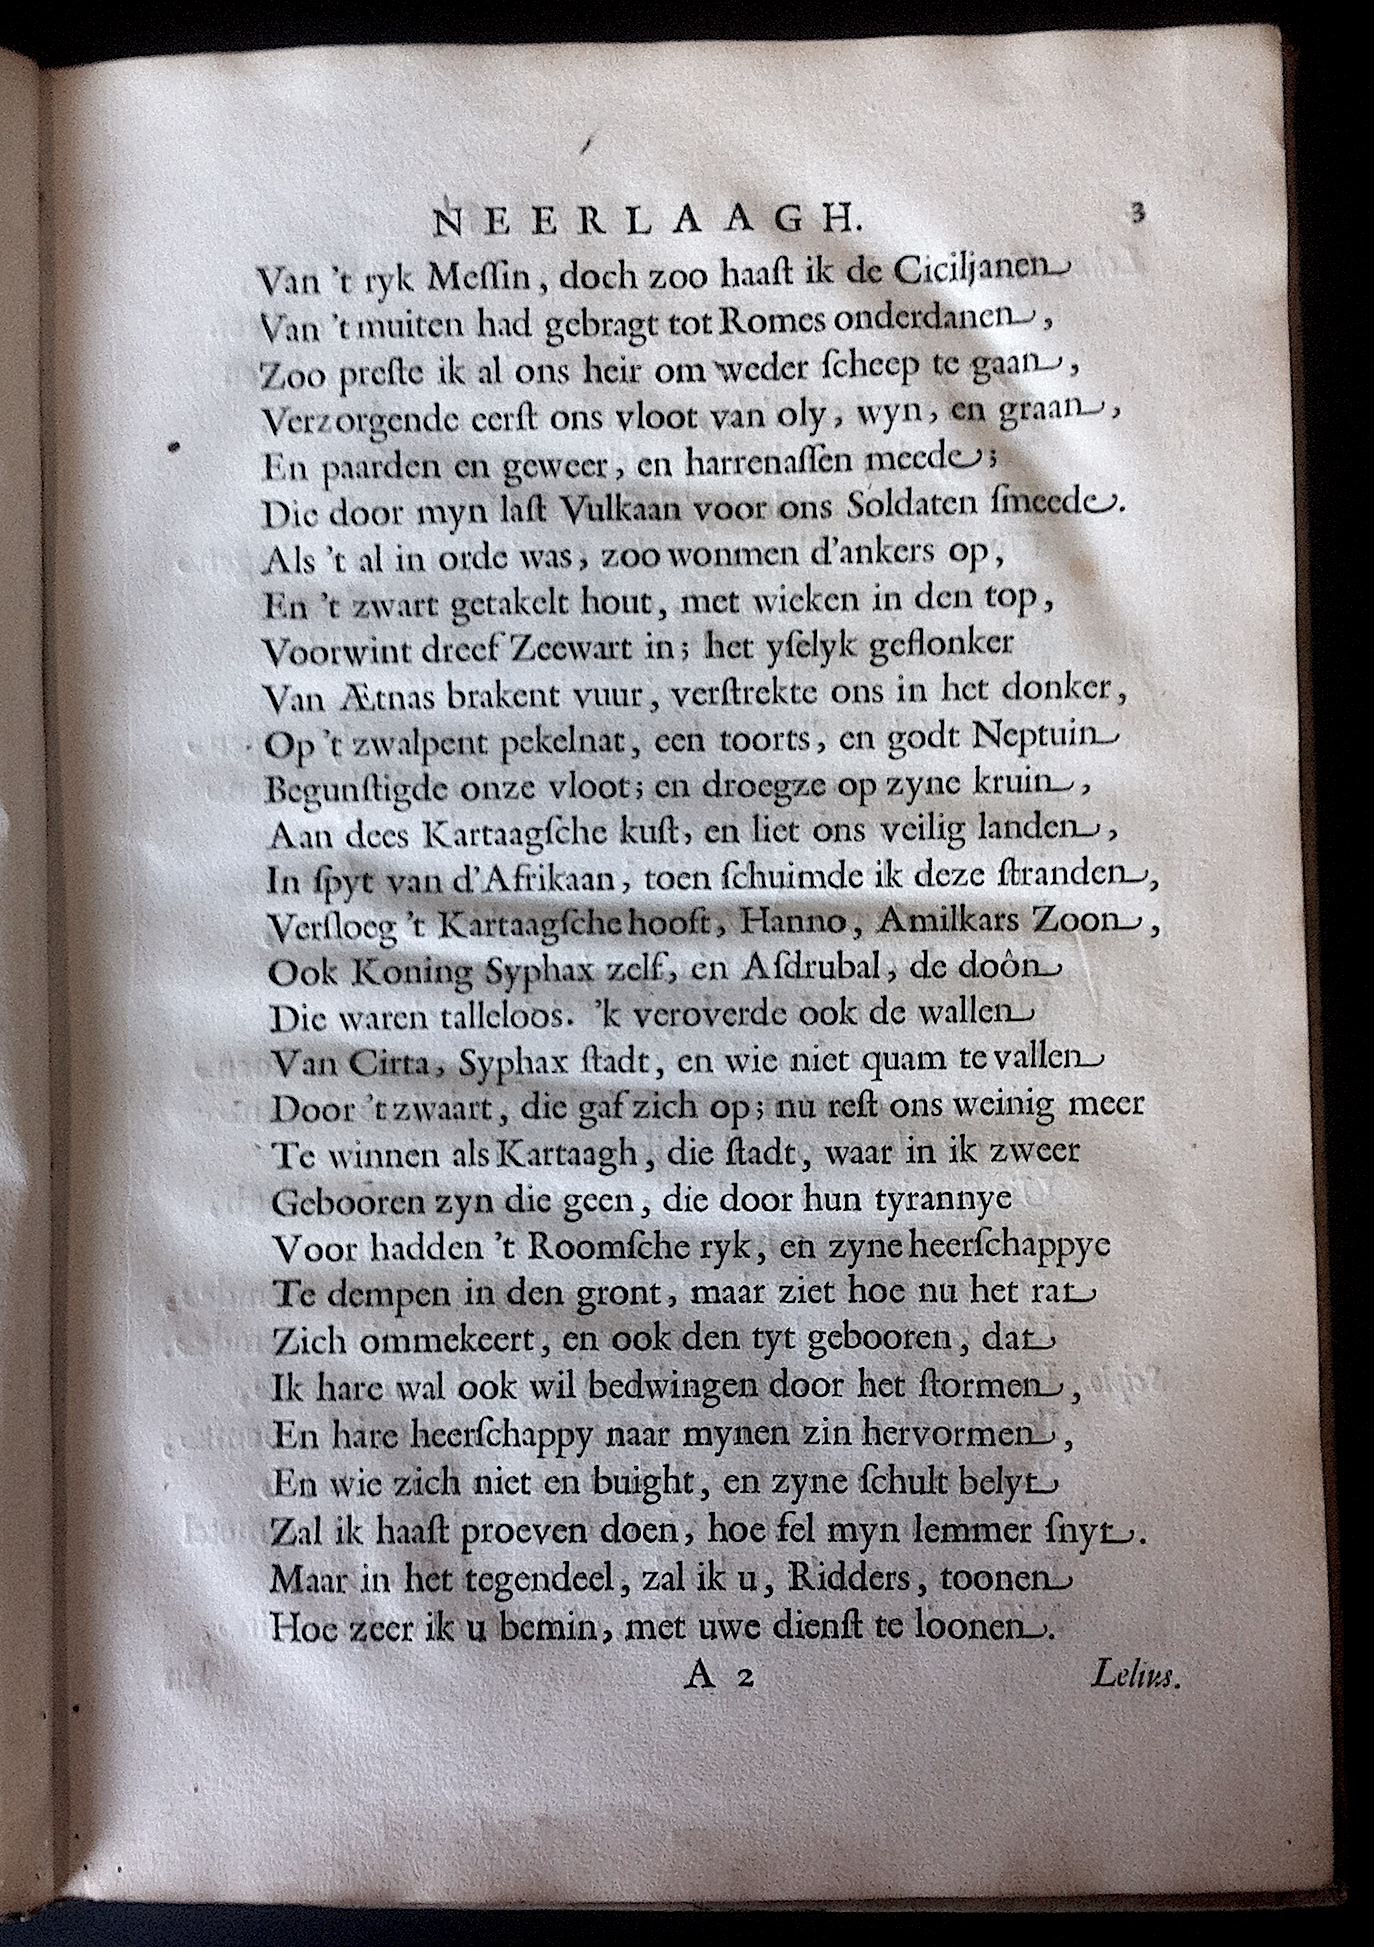 NEERLAAGH. 3
Van 't ryk Meſſin, doch zoo haaſt ik de Ciciljanen
Van 't muiten had gebragt tot Romes onderdanen,
Zoo preſte ik al ons heir om weder ſcheep te gaan,
Verzorgende eerſt ons vloot van oly, wyn, en graan,
En paarden en geweer, en harrenaſſen meede;
Die door myn laſt Vulkaan voor ons Soldaten ſmeede.
Als 't al in orde was, zoo wonmen d'ankers op,
En 't zwart getakelt hout, met wieken in den top,
Voorwint dreef Zeewart in; het yſelyk geflonker
Van Ætnas brakent vuur, verſtrekte ons in het donker,
Op 't zwalpent pekelnat, een toorts, en godt Neptuin
Begunſtigde onze vloot; en droegze op zyne kruin,
Aan dees Kartaagſche kuſt, en liet ons veilig landen,
In ſpyt van d'Afrikaan, toen ſchuimde ik deze ſtranden,
Verſloeg 't Kartaagſche hooft, Hanno, Amilkars Zoon,
Ook Koning Syphax zelf, en Aſdrubal, de doôn
Die waren talleloos. 'k veroverde ook de wallen
Van Cirta, Syphax ſtadt, en wie niet quam te vallen
Door 't zwaart, die gaf zich op; nu reſt ons weinig meer
Te winnen als Kartaagh, die ſtadt, waar in ik zweer
Gebooren zyn die geen, die door hun tyrannye
Voor hadden 't Roomſche ryk, en zyne heerſchappye
Te dempen in den gront, maar ziet hoe nu het rat
Zich ommekeert, en ook den tyt gebooren, dat
Ik hare wal ook wil bedwingen door het ſtormen,
En hare heerſchappy naar mynen zin hervormen,
En wie zich niet en buight, en zyne ſchult belyt
Zal ik haaſt proeven doen, hoe fel myn lemmer ſnyt.
Maar in het tegendeel, zal ik u, Ridders, toonen
Hoe zeer ik u bemin, met uwe dienſt te loonen.
A 2 Lelius.